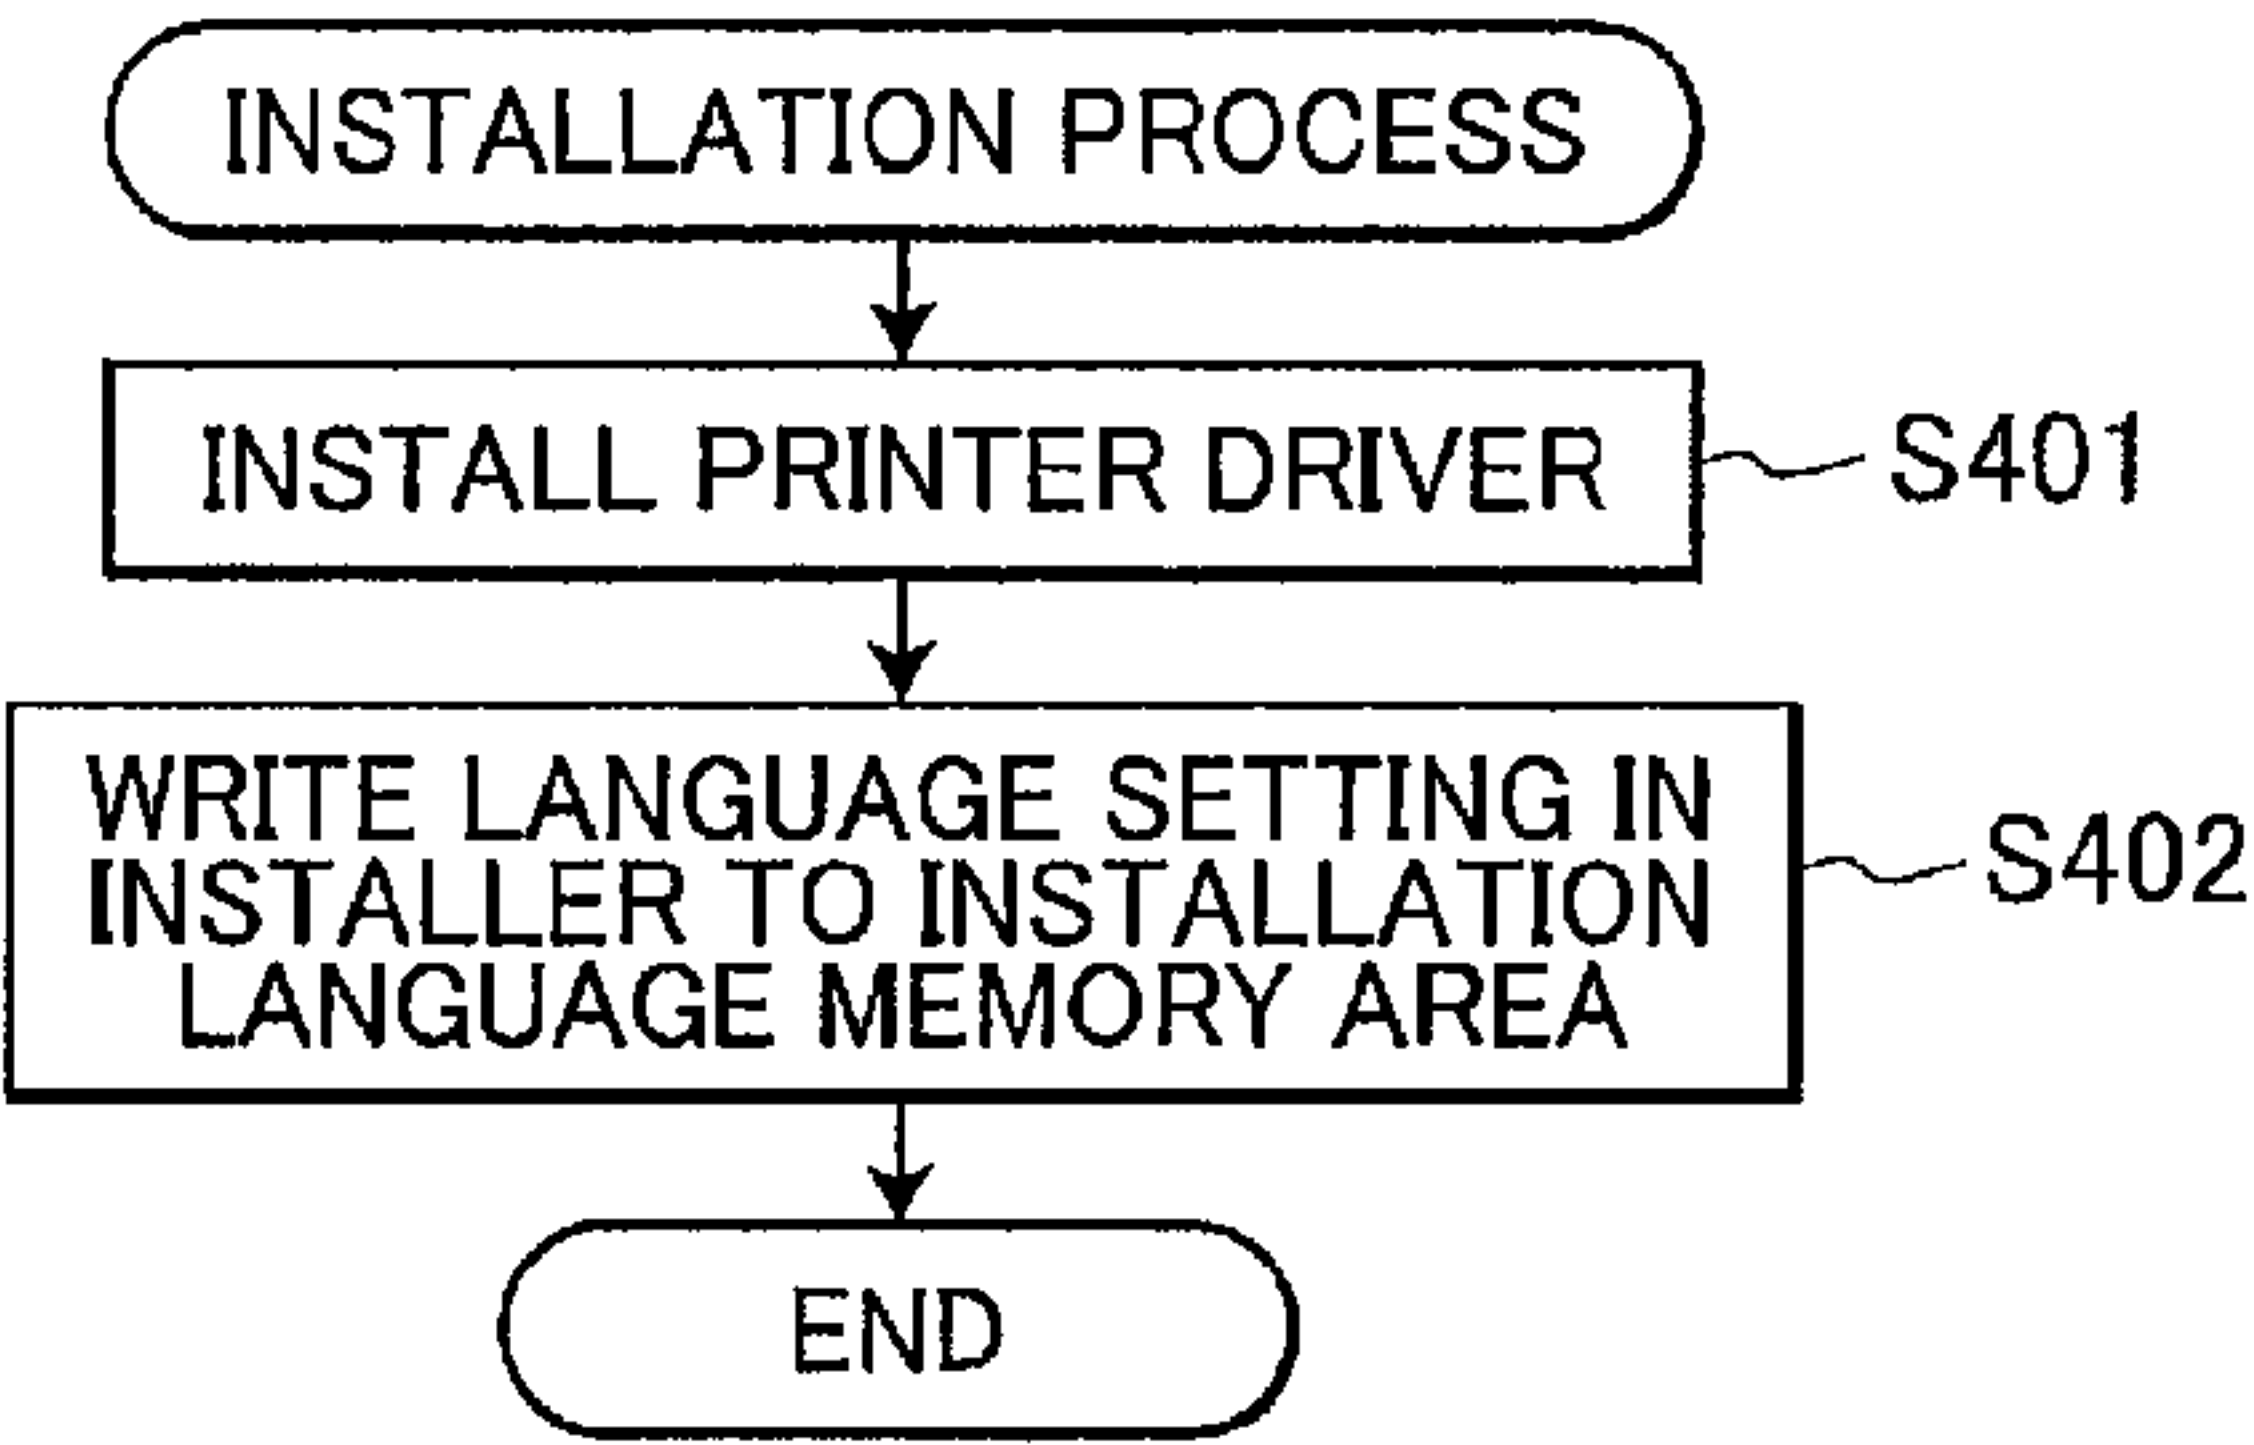 INSTALLATION PROCESS
INSTALL PRINTER DRIVER
S401
WRITE LANGUAGE SETTING IN
INSTALLER TO INSTALLATION
LANGUAGE MEMORY AREA
S402
END